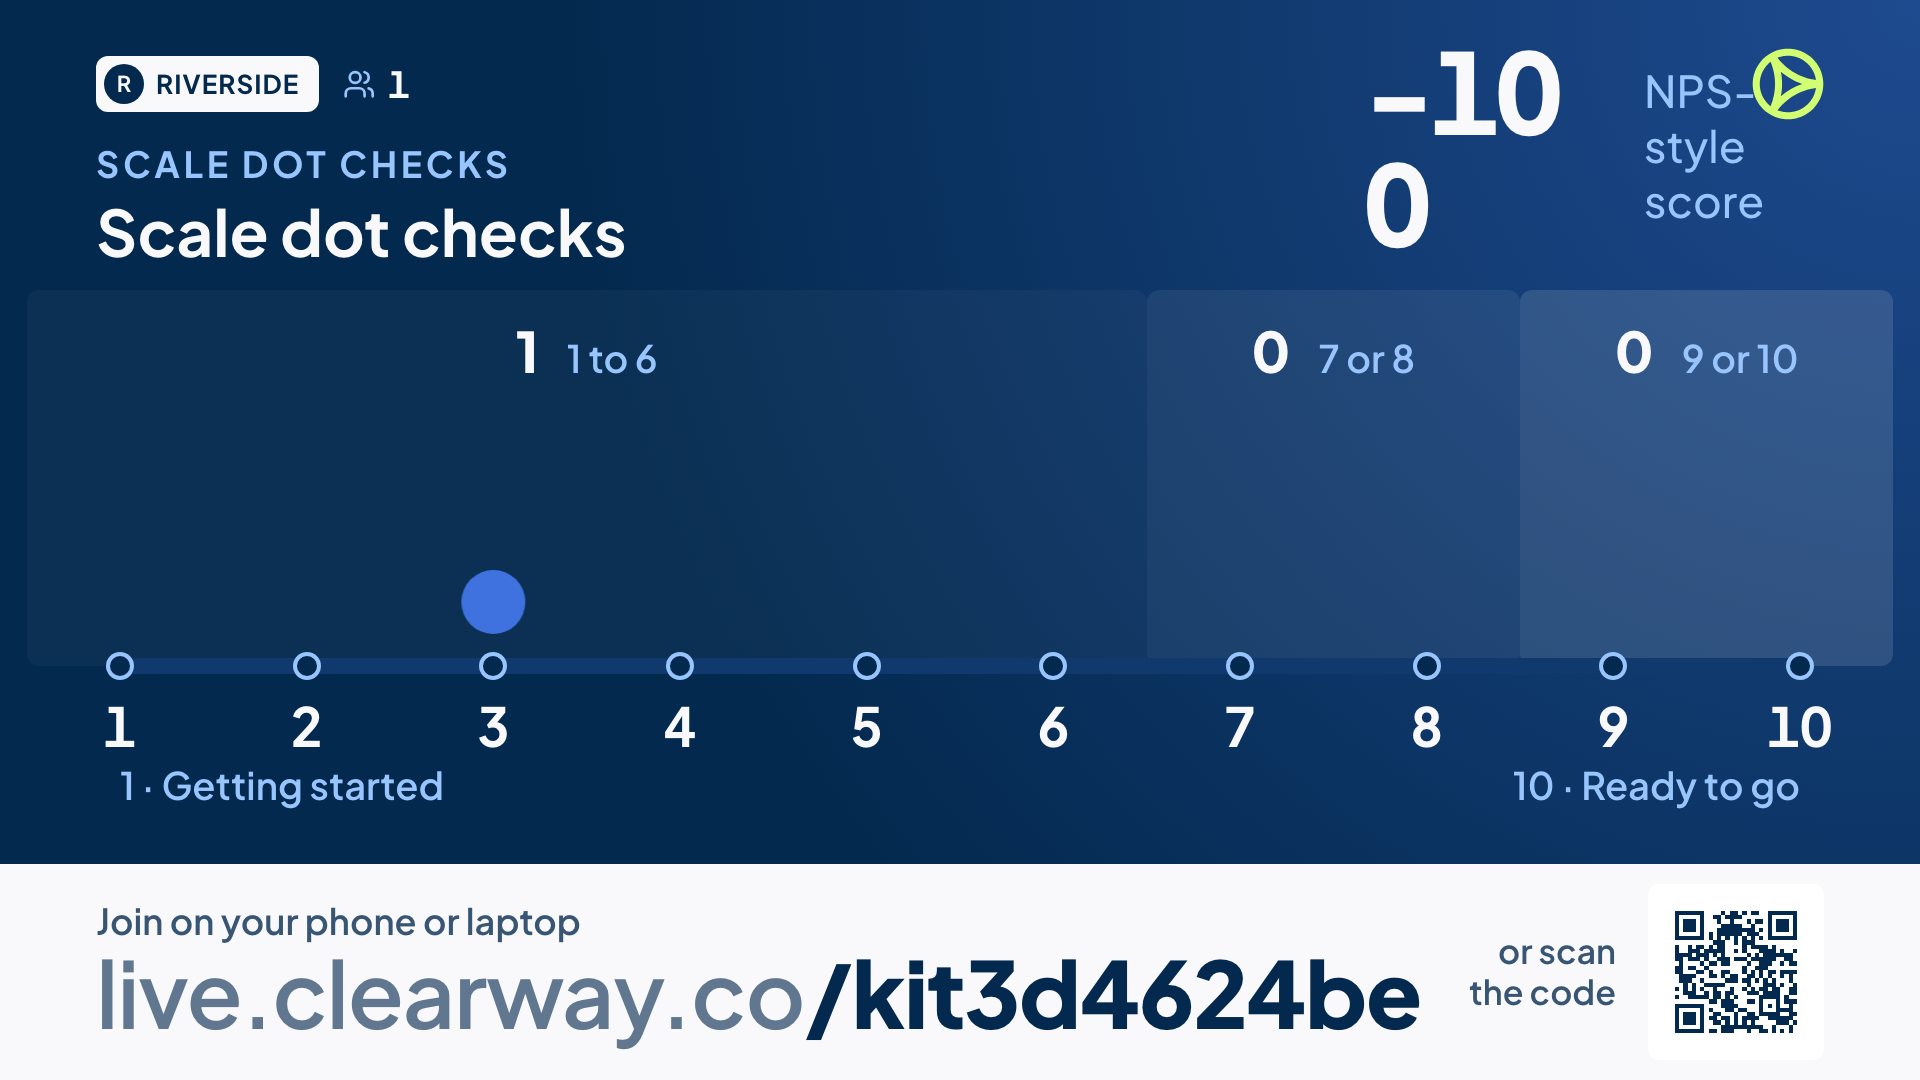 R RIVERSIDE 1
SCALE DOT CHECKS
Scale dot checks
–10
0
NPS-
style
score
1 1 to 6
0 7 or 8
0 9 or 10
1 2 3 4 5 6 7 8 9 10
1 · Getting started
10 · Ready to go
Join on your phone or laptop
live.clearway.co/kit3d4624be
or scan
the code